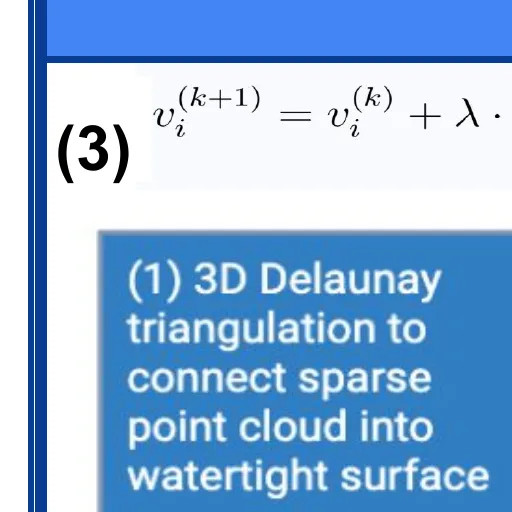 (3) v_i^{(k+1)} = v_i^{(k)} + λ ·
(1) 3D Delaunay
triangulation to
connect sparse
point cloud into
watertight surface